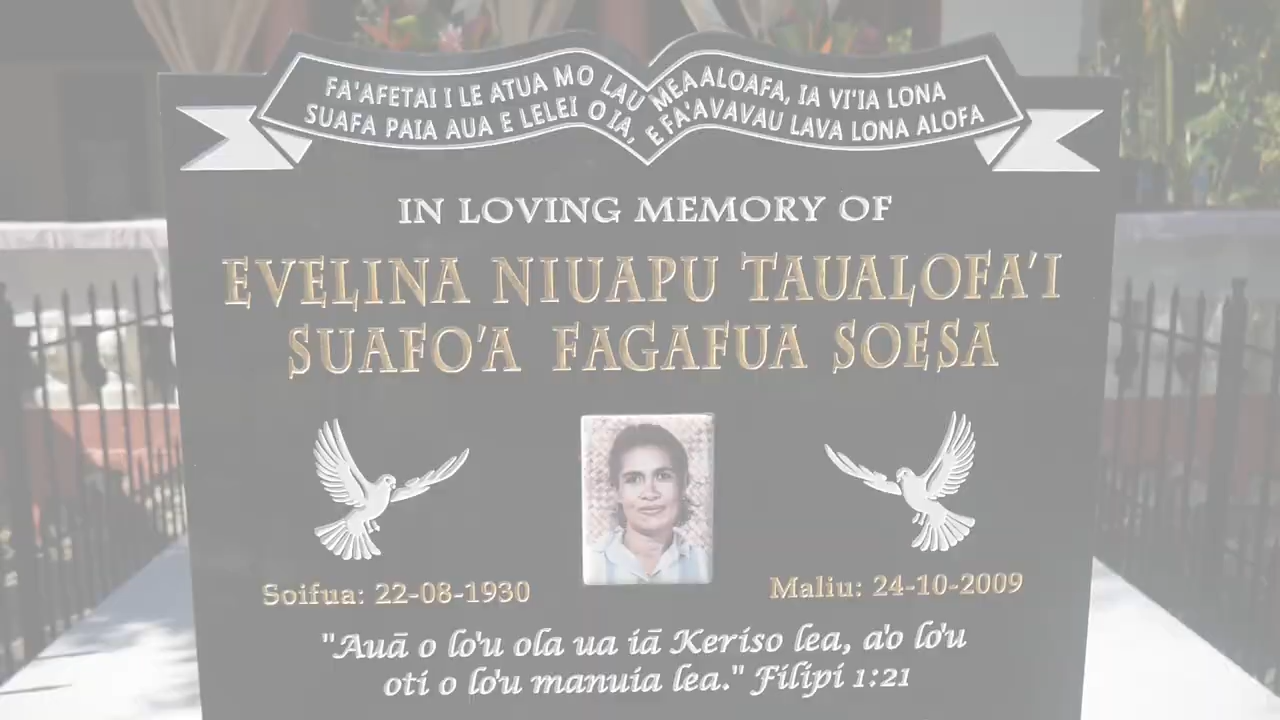 FA'AFETAI I LE ATUA MO LAU MEAALOAFA, IA VI'IA LONA
SUAFA PAIA AUA E LELEI O IA, E FA'AVAVAU LAVA LONA ALOFA
IN LOVING MEMORY OF
EVELINA NIUAPU TAUALOFA'I
SUAFO'A FAGAFUA SOESA
Soifua: 22-08-1930
Maliu: 24-10-2009
"Auā o lo'u ola ua iā Keriso lea, a'o lo'u
oti o lo'u manuia lea." Filipi 1:21